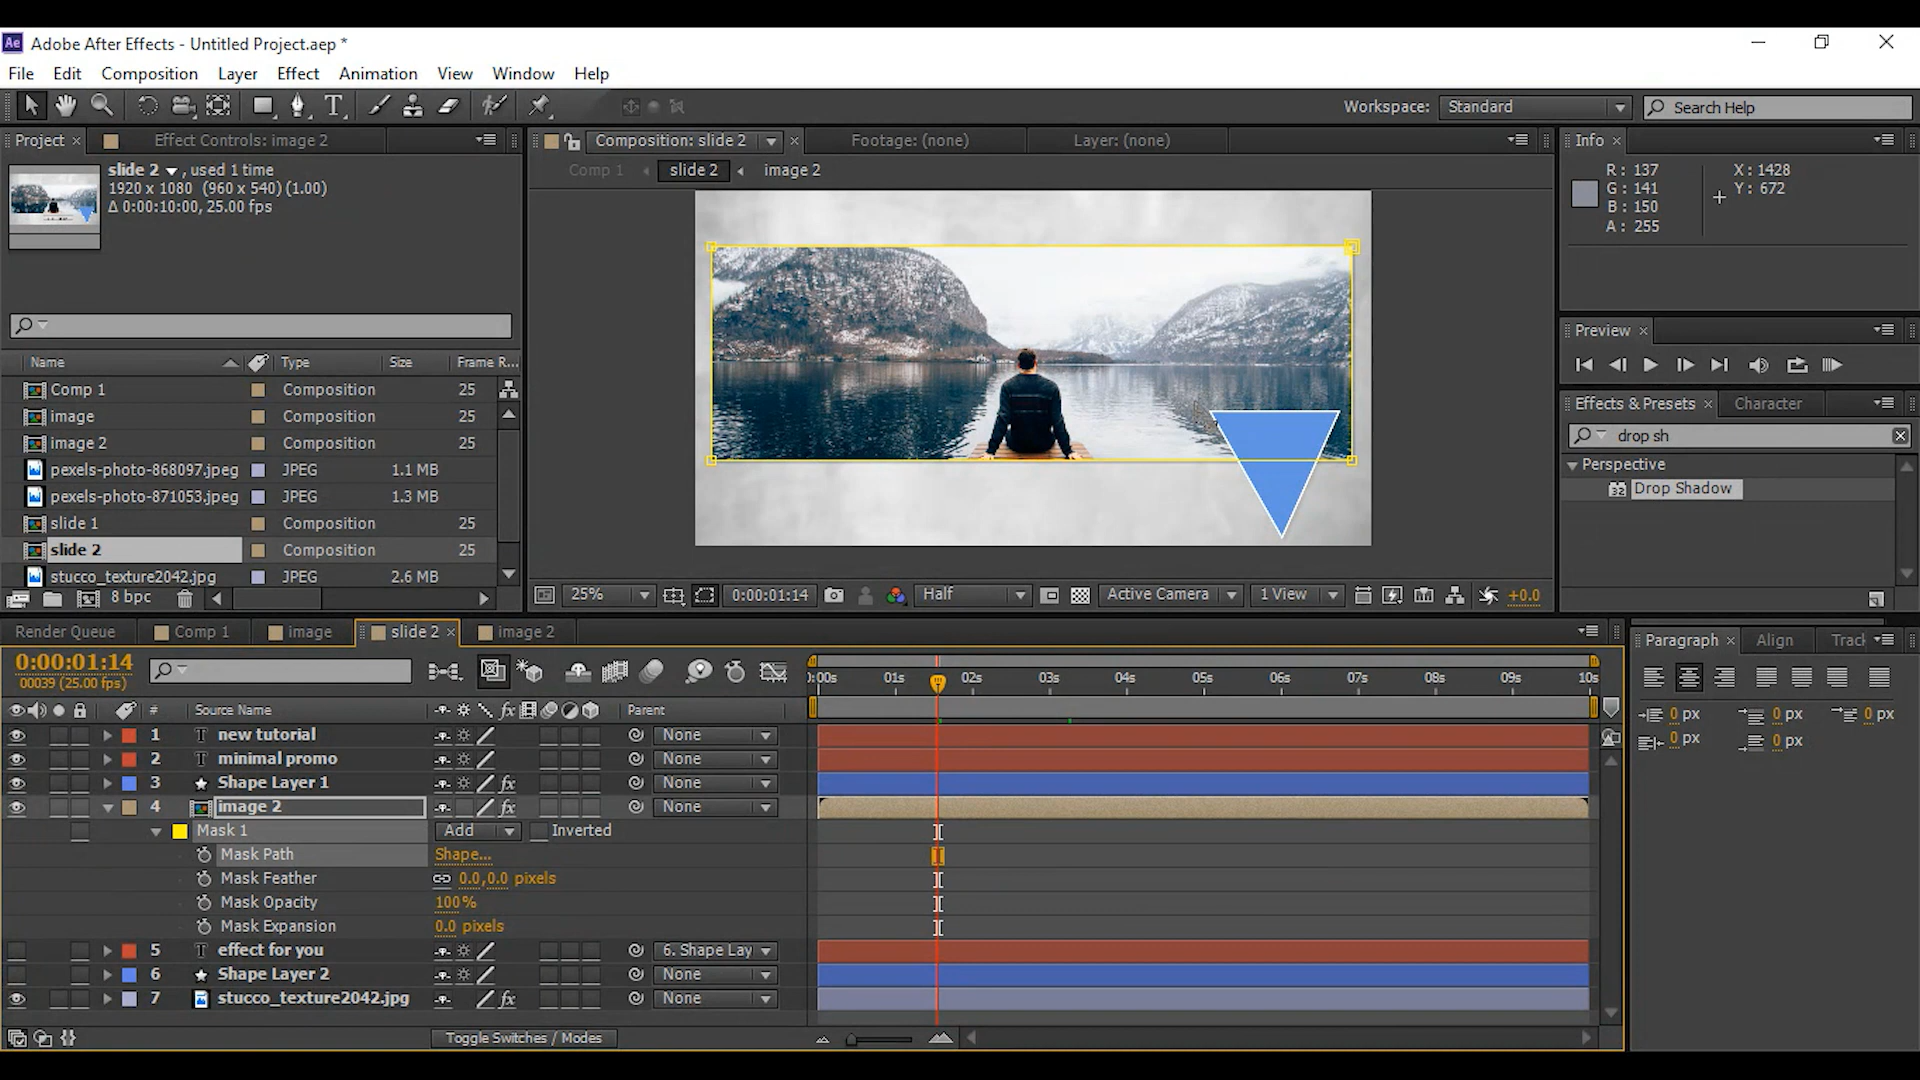 Ae Adobe After Effects - Untitled Project.aep *
File Edit Composition Layer Effect Animation View Window Help
Workspace: Standard Search Help
Project × Effect Controls: image 2
slide 2 , used 1 time
1920 x 1080 (960 x 540) (1.00)
Δ 0:00:10:00, 25.00 fps
Name Type Size Frame R...
Comp 1 Composition 25
image Composition 25
image 2 Composition 25
pexels-photo-868097.jpeg JPEG 1.1 MB
pexels-photo-871053.jpeg JPEG 1.3 MB
slide 1 Composition 25
slide 2 Composition 25
stucco_texture2042.jpg JPEG 2.6 MB
8 bpc
Composition: slide 2 × Footage: (none) Layer: (none)
Comp 1 slide 2 image 2
25% 0:00:01:14 Half Active Camera 1 View +0.0
Info ×
R: 137 X: 1428
G: 141 Y: 672
B: 150
A: 255
Preview ×
Effects & Presets × Character
drop sh
Perspective
32 Drop Shadow
Render Queue Comp 1 image slide 2 × image 2
0:00:01:14
00039 (25.00 fps)
):00s 01s 02s 03s 04s 05s 06s 07s 08s 09s 10s
# Source Name fx Parent
1 T new tutorial None
2 T minimal promo None
3 Shape Layer 1 fx None
4 image 2 fx None
Mask 1 Add Inverted
Mask Path Shape...
Mask Feather 0.0,0.0 pixels
Mask Opacity 100%
Mask Expansion 0.0 pixels
5 T effect for you 6. Shape Lay
6 Shape Layer 2 None
7 stucco_texture2042.jpg fx None
Toggle Switches / Modes
Paragraph × Align Track
0 px 0 px 0 px
0 px 0 px